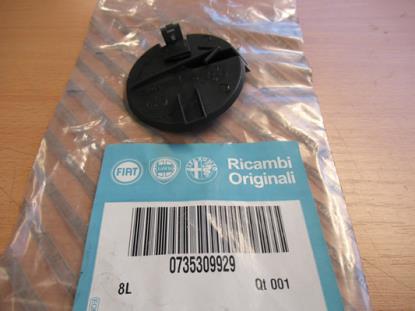 FIAT
Ricambi
Originali
0735309929
8L
Qt 001